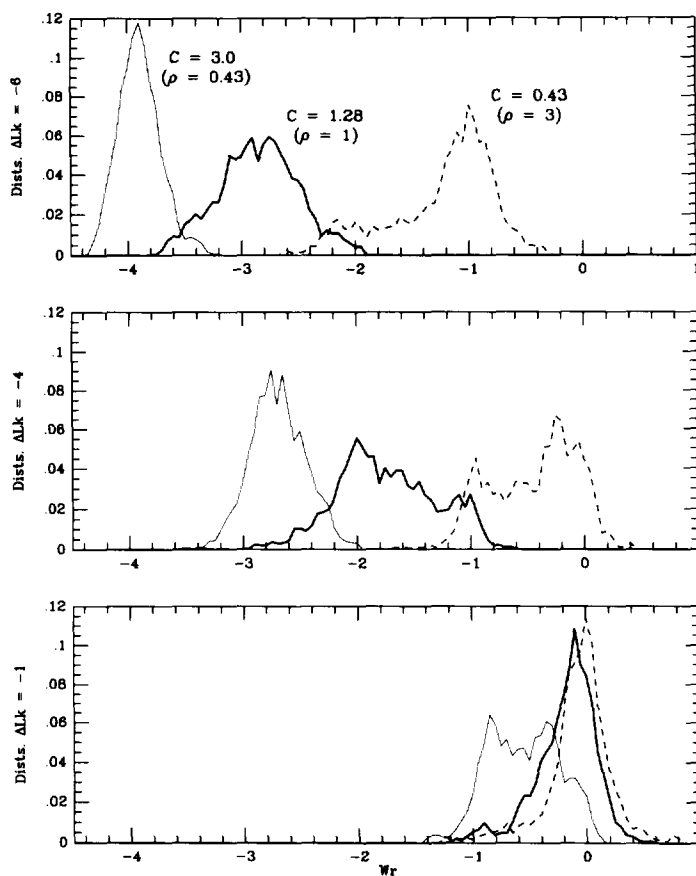 .12
.1
.08
.06
.04
.02
0
Dists. ΔLk = −6
C = 3.0
(ρ = 0.43)
C = 1.28
(ρ = 1)
C = 0.43
(ρ = 3)
−4 −3 −2 −1 0 1
.12
.1
.08
.06
.04
.02
0
Dists. ΔLk = −4
−4 −3 −2 −1 0
.12
.1
.08
.06
.04
.02
0
Dists. ΔLk = −1
−4 −3 −2 −1 0
Wr